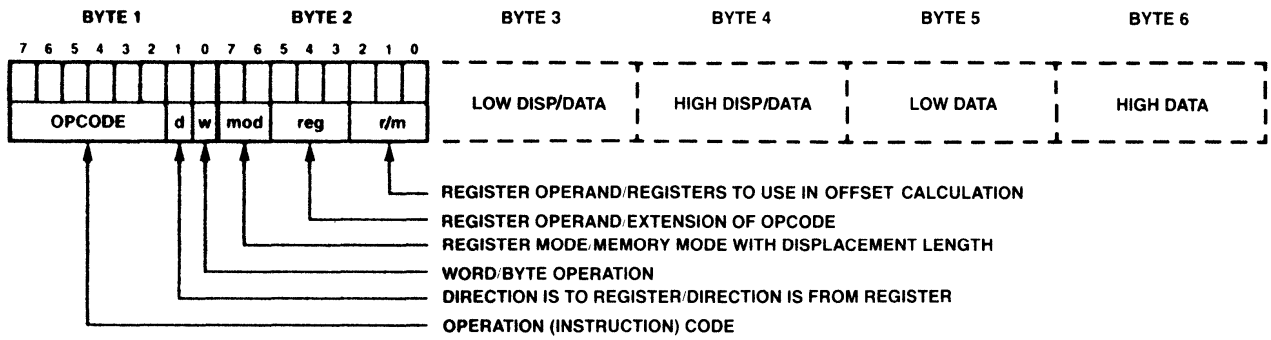 BYTE 1 BYTE 2 BYTE 3 BYTE 4 BYTE 5 BYTE 6
7 6 5 4 3 2 1 0 7 6 5 4 3 2 1 0
LOW DISP/DATA HIGH DISP/DATA LOW DATA HIGH DATA
OPCODE d w mod reg r/m
REGISTER OPERAND/REGISTERS TO USE IN OFFSET CALCULATION
REGISTER OPERAND/EXTENSION OF OPCODE
REGISTER MODE/MEMORY MODE WITH DISPLACEMENT LENGTH
WORD/BYTE OPERATION
DIRECTION IS TO REGISTER/DIRECTION IS FROM REGISTER
OPERATION (INSTRUCTION) CODE